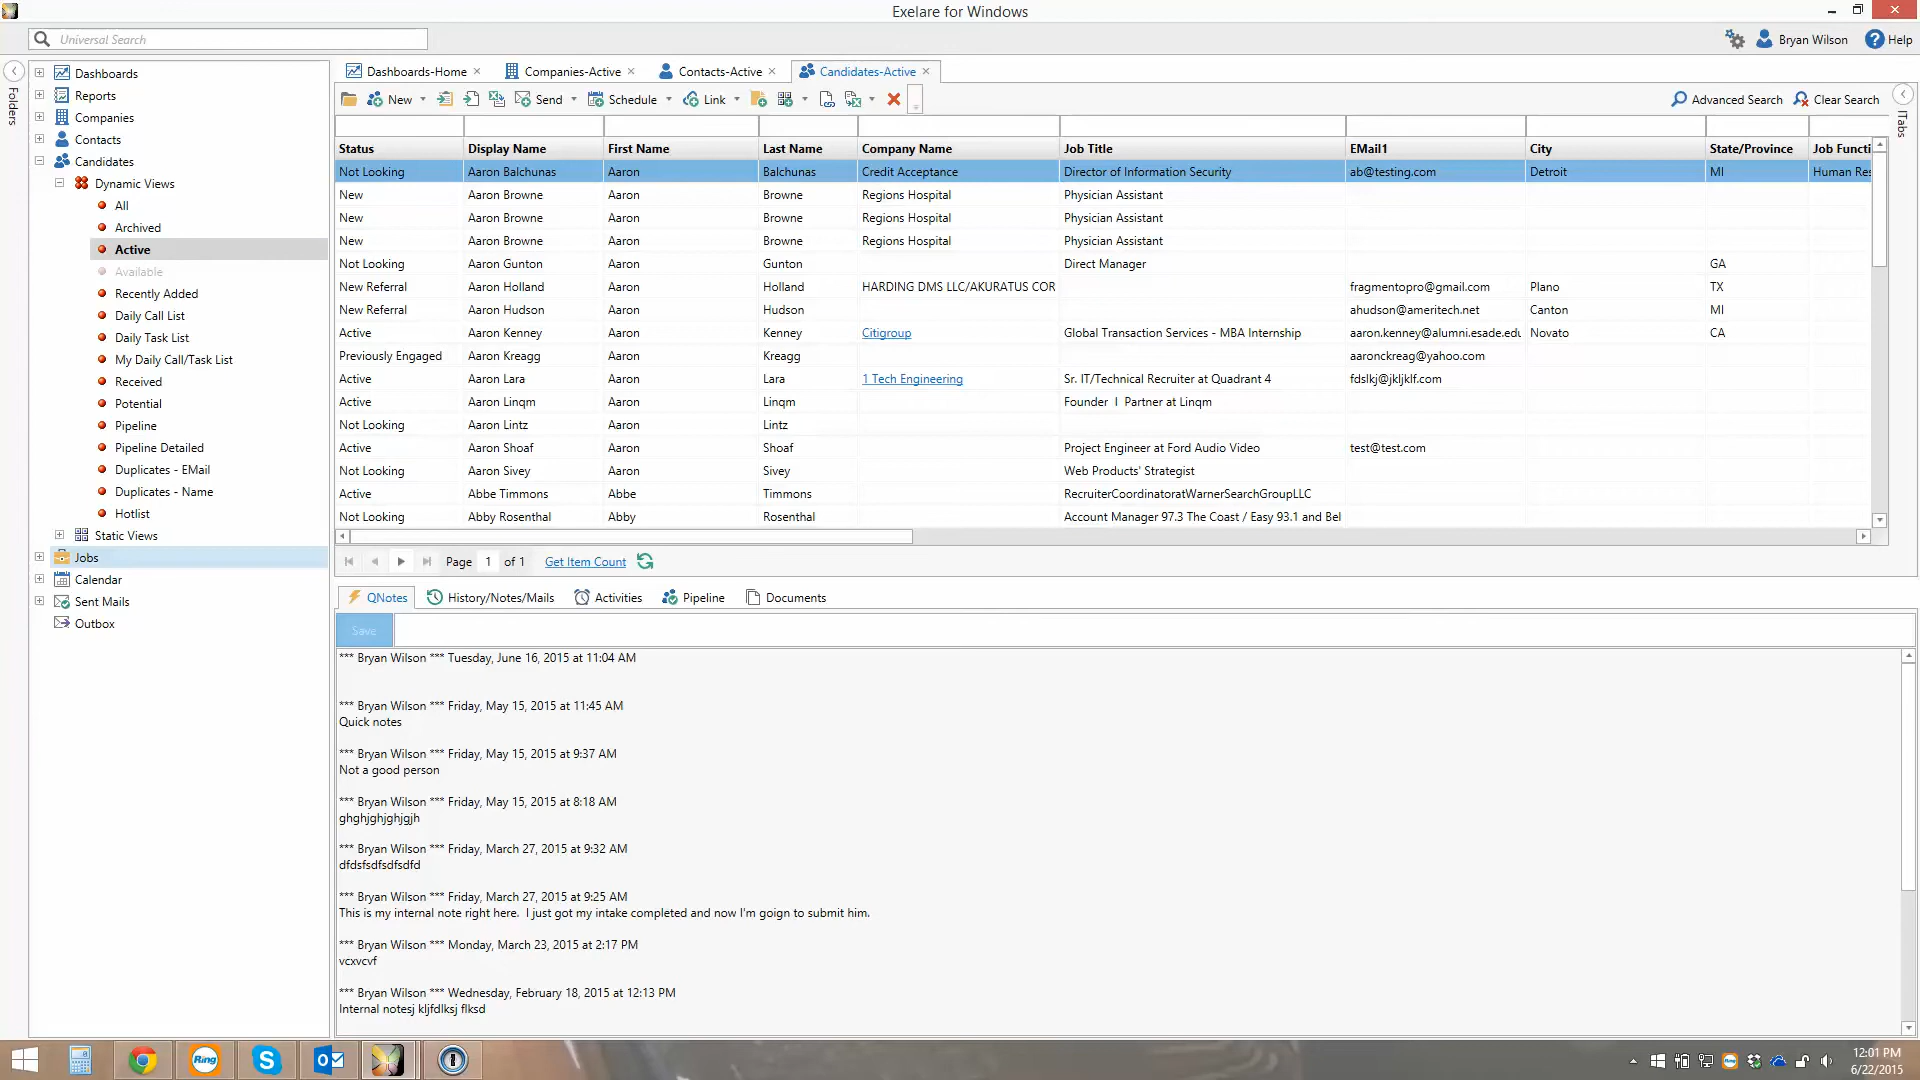 Exelare for Windows
Universal Search
Bryan Wilson
Help
Folders
Dashboards
Reports
Companies
Contacts
Candidates
Dynamic Views
All
Archived
Active
Available
Recently Added
Daily Call List
Daily Task List
My Daily Call/Task List
Received
Potential
Pipeline
Pipeline Detailed
Duplicates - EMail
Duplicates - Name
Hotlist
Static Views
Jobs
Calendar
Sent Mails
Outbox
Dashboards-Home
Companies-Active
Contacts-Active
Candidates-Active
New Send Schedule Link
Advanced Search Clear Search
ITabs
Status Display Name First Name Last Name Company Name Job Title EMail1 City State/Province Job Functi
Not Looking Aaron Balchunas Aaron Balchunas Credit Acceptance Director of Information Security ab@testing.com Detroit MI Human Res
New Aaron Browne Aaron Browne Regions Hospital Physician Assistant
New Aaron Browne Aaron Browne Regions Hospital Physician Assistant
New Aaron Browne Aaron Browne Regions Hospital Physician Assistant
Not Looking Aaron Gunton Aaron Gunton Direct Manager GA
New Referral Aaron Holland Aaron Holland HARDING DMS LLC/AKURATUS COR fragmentopro@gmail.com Plano TX
New Referral Aaron Hudson Aaron Hudson ahudson@ameritech.net Canton MI
Active Aaron Kenney Aaron Kenney Citigroup Global Transaction Services - MBA Internship aaron.kenney@alumni.esade.edu Novato CA
Previously Engaged Aaron Kreagg Aaron Kreagg aaronckreag@yahoo.com
Active Aaron Lara Aaron Lara 1 Tech Engineering Sr. IT/Technical Recruiter at Quadrant 4 fdslkj@jkljklf.com
Active Aaron Linqm Aaron Linqm Founder I Partner at Linqm
Not Looking Aaron Lintz Aaron Lintz
Active Aaron Shoaf Aaron Shoaf Project Engineer at Ford Audio Video test@test.com
Not Looking Aaron Sivey Aaron Sivey Web Products' Strategist
Active Abbe Timmons Abbe Timmons RecruiterCoordinatoratWarnerSearchGroupLLC
Not Looking Abby Rosenthal Abby Rosenthal Account Manager 97.3 The Coast / Easy 93.1 and Bel
Page 1 of 1 Get Item Count
QNotes History/Notes/Mails Activities Pipeline Documents
Save
*** Bryan Wilson *** Tuesday, June 16, 2015 at 11:04 AM
*** Bryan Wilson *** Friday, May 15, 2015 at 11:45 AM
Quick notes
*** Bryan Wilson *** Friday, May 15, 2015 at 9:37 AM
Not a good person
*** Bryan Wilson *** Friday, May 15, 2015 at 8:18 AM
ghghjghjghjgjh
*** Bryan Wilson *** Friday, March 27, 2015 at 9:32 AM
dfdsfsdfsdfsdfd
*** Bryan Wilson *** Friday, March 27, 2015 at 9:25 AM
This is my internal note right here. I just got my intake completed and now I'm goign to submit him.
*** Bryan Wilson *** Monday, March 23, 2015 at 2:17 PM
vcxvcvf
*** Bryan Wilson *** Wednesday, February 18, 2015 at 12:13 PM
Internal notesj kljfdlksj flksd
Ring
12:01 PM
6/22/2015